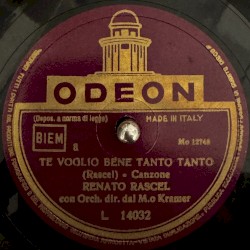 ODEON
(Depos. a norma di legge)
MADE IN ITALY
BIEM
8
Mo 12748
TE VOGLIO BENE TANTO TANTO
(Rascel) - Canzone
RENATO RASCEL
con Orch. dir. dal M.o Kramer
L 14032